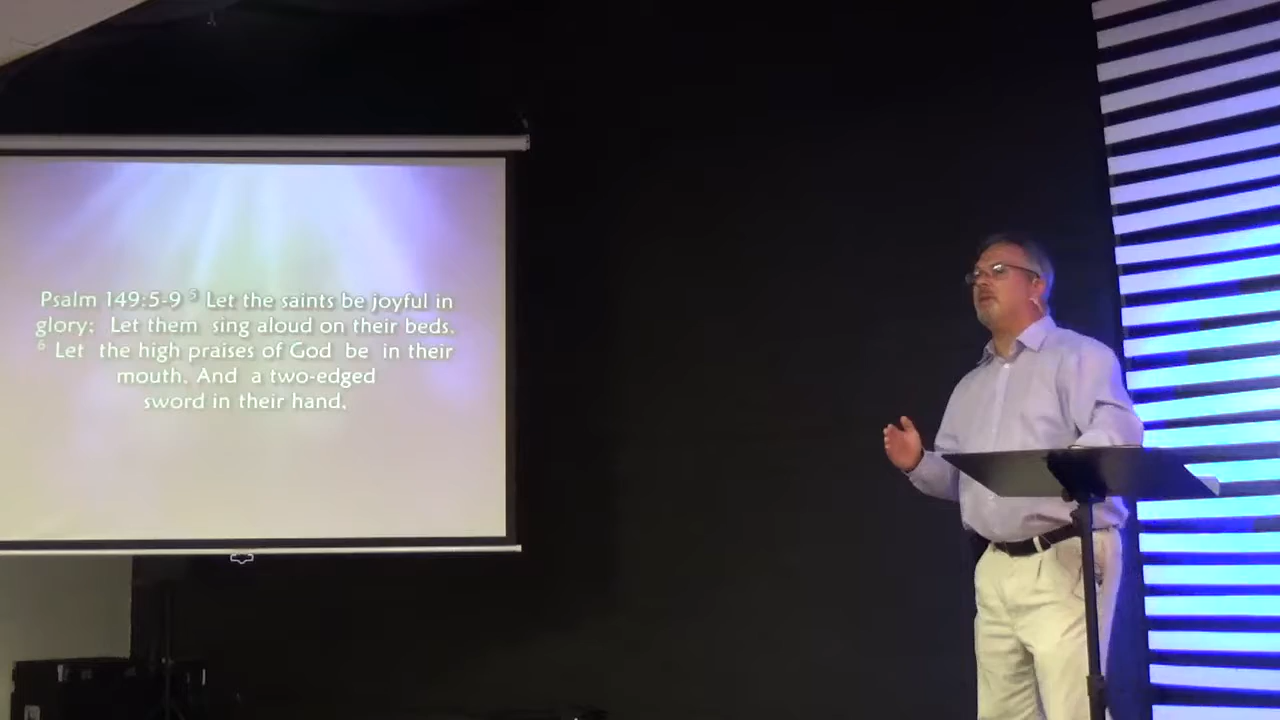 Psalm 149:5-9 ⁵ Let the saints be joyful in
glory; Let them sing aloud on their beds.
⁶ Let the high praises of God be in their
mouth, And a two-edged
sword in their hand,